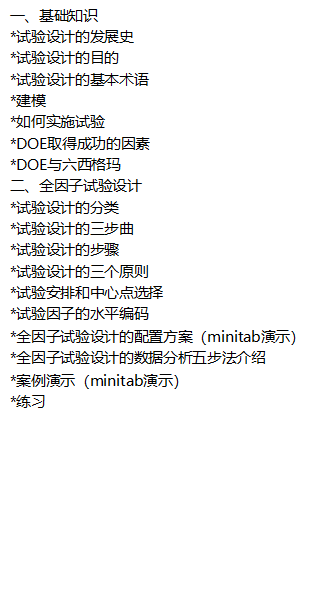 一、基础知识
*试验设计的发展史
*试验设计的目的
*试验设计的基本术语
*建模
*如何实施试验
*DOE取得成功的因素
*DOE与六西格玛
二、全因子试验设计
*试验设计的分类
*试验设计的三步曲
*试验设计的步骤
*试验设计的三个原则
*试验安排和中心点选择
*试验因子的水平编码
*全因子试验设计的配置方案（minitab演示）
*全因子试验设计的数据分析五步法介绍
*案例演示（minitab演示）
*练习